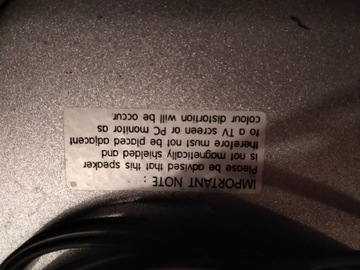 IMPORTANT NOTE :
Please be advised that this speaker
is not magnetically shielded and
therefore must not be placed adjacent
to a TV screen or PC monitor as
colour distortion will be occur.